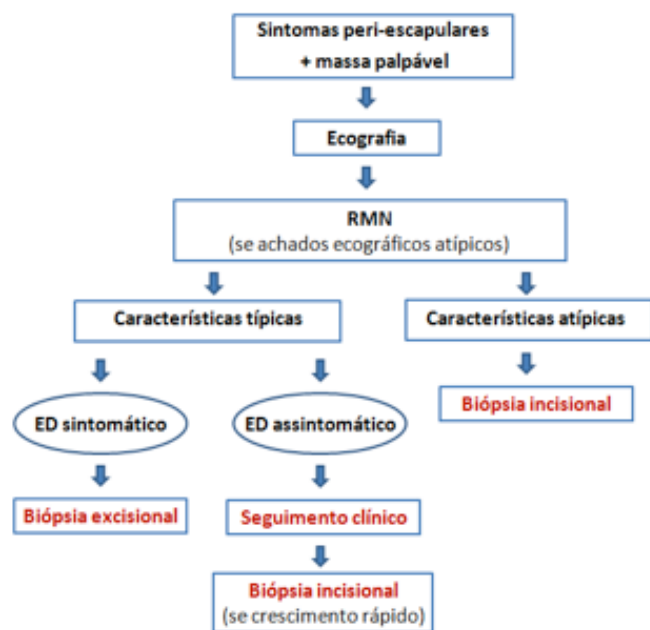 Sintomas peri-escapulares
+ massa palpável
Ecografia
RMN
(se achados ecográficos atípicos)
Características típicas
Características atípicas
Biópsia incisional
ED sintomático
ED assintomático
Biópsia excisional
Seguimento clínico
Biópsia incisional
(se crescimento rápido)